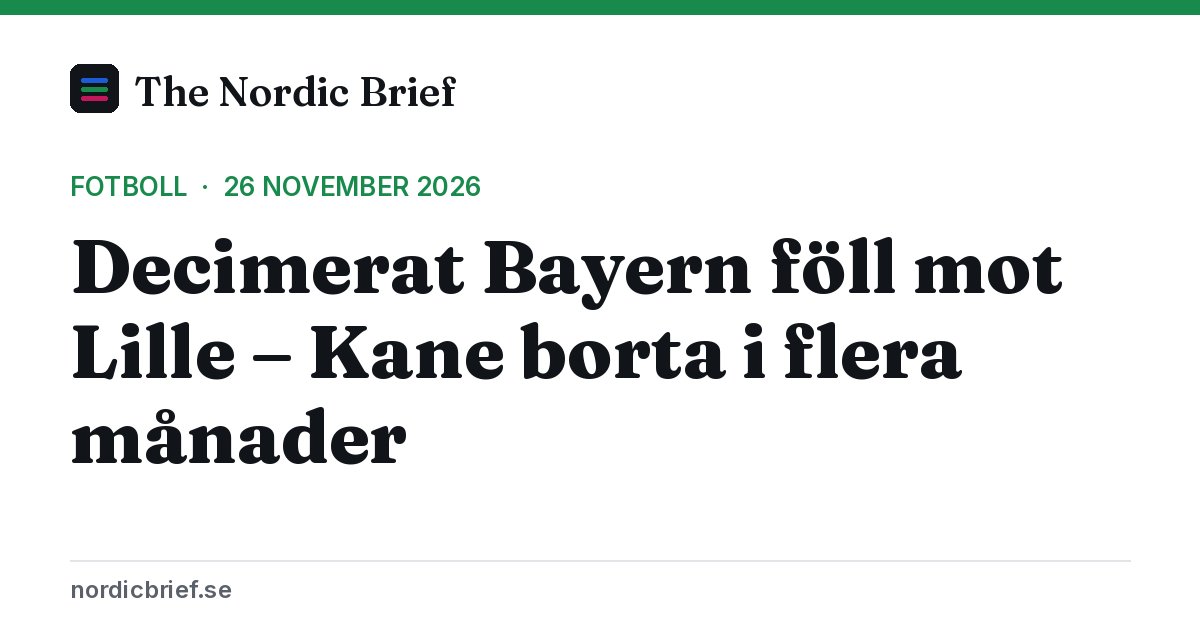 The Nordic Brief
FOTBOLL · 26 NOVEMBER 2026
Decimerat Bayern föll mot
Lille – Kane borta i flera
månader
nordicbrief.se